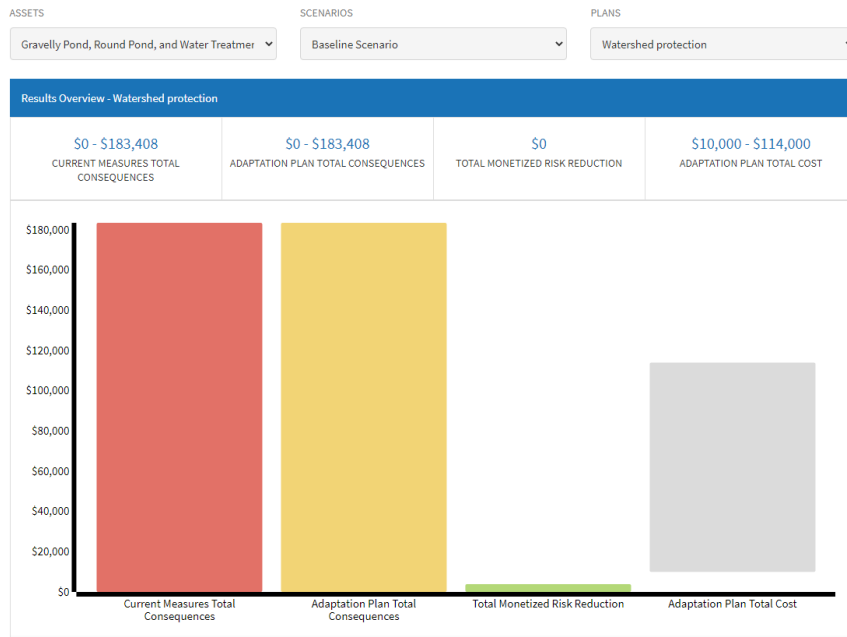 ASSETS
SCENARIOS
PLANS
Gravelly Pond, Round Pond, and Water Treatmer
Baseline Scenario
Watershed protection
Results Overview - Watershed protection
$0 - $183,408
CURRENT MEASURES TOTAL
CONSEQUENCES
$0 - $183,408
ADAPTATION PLAN TOTAL CONSEQUENCES
$0
TOTAL MONETIZED RISK REDUCTION
$10,000 - $114,000
ADAPTATION PLAN TOTAL COST
$180,000
$160,000
$140,000
$120,000
$100,000
$80,000
$60,000
$40,000
$20,000
$0
Current Measures Total
Consequences
Adaptation Plan Total
Consequences
Total Monetized Risk Reduction
Adaptation Plan Total Cost